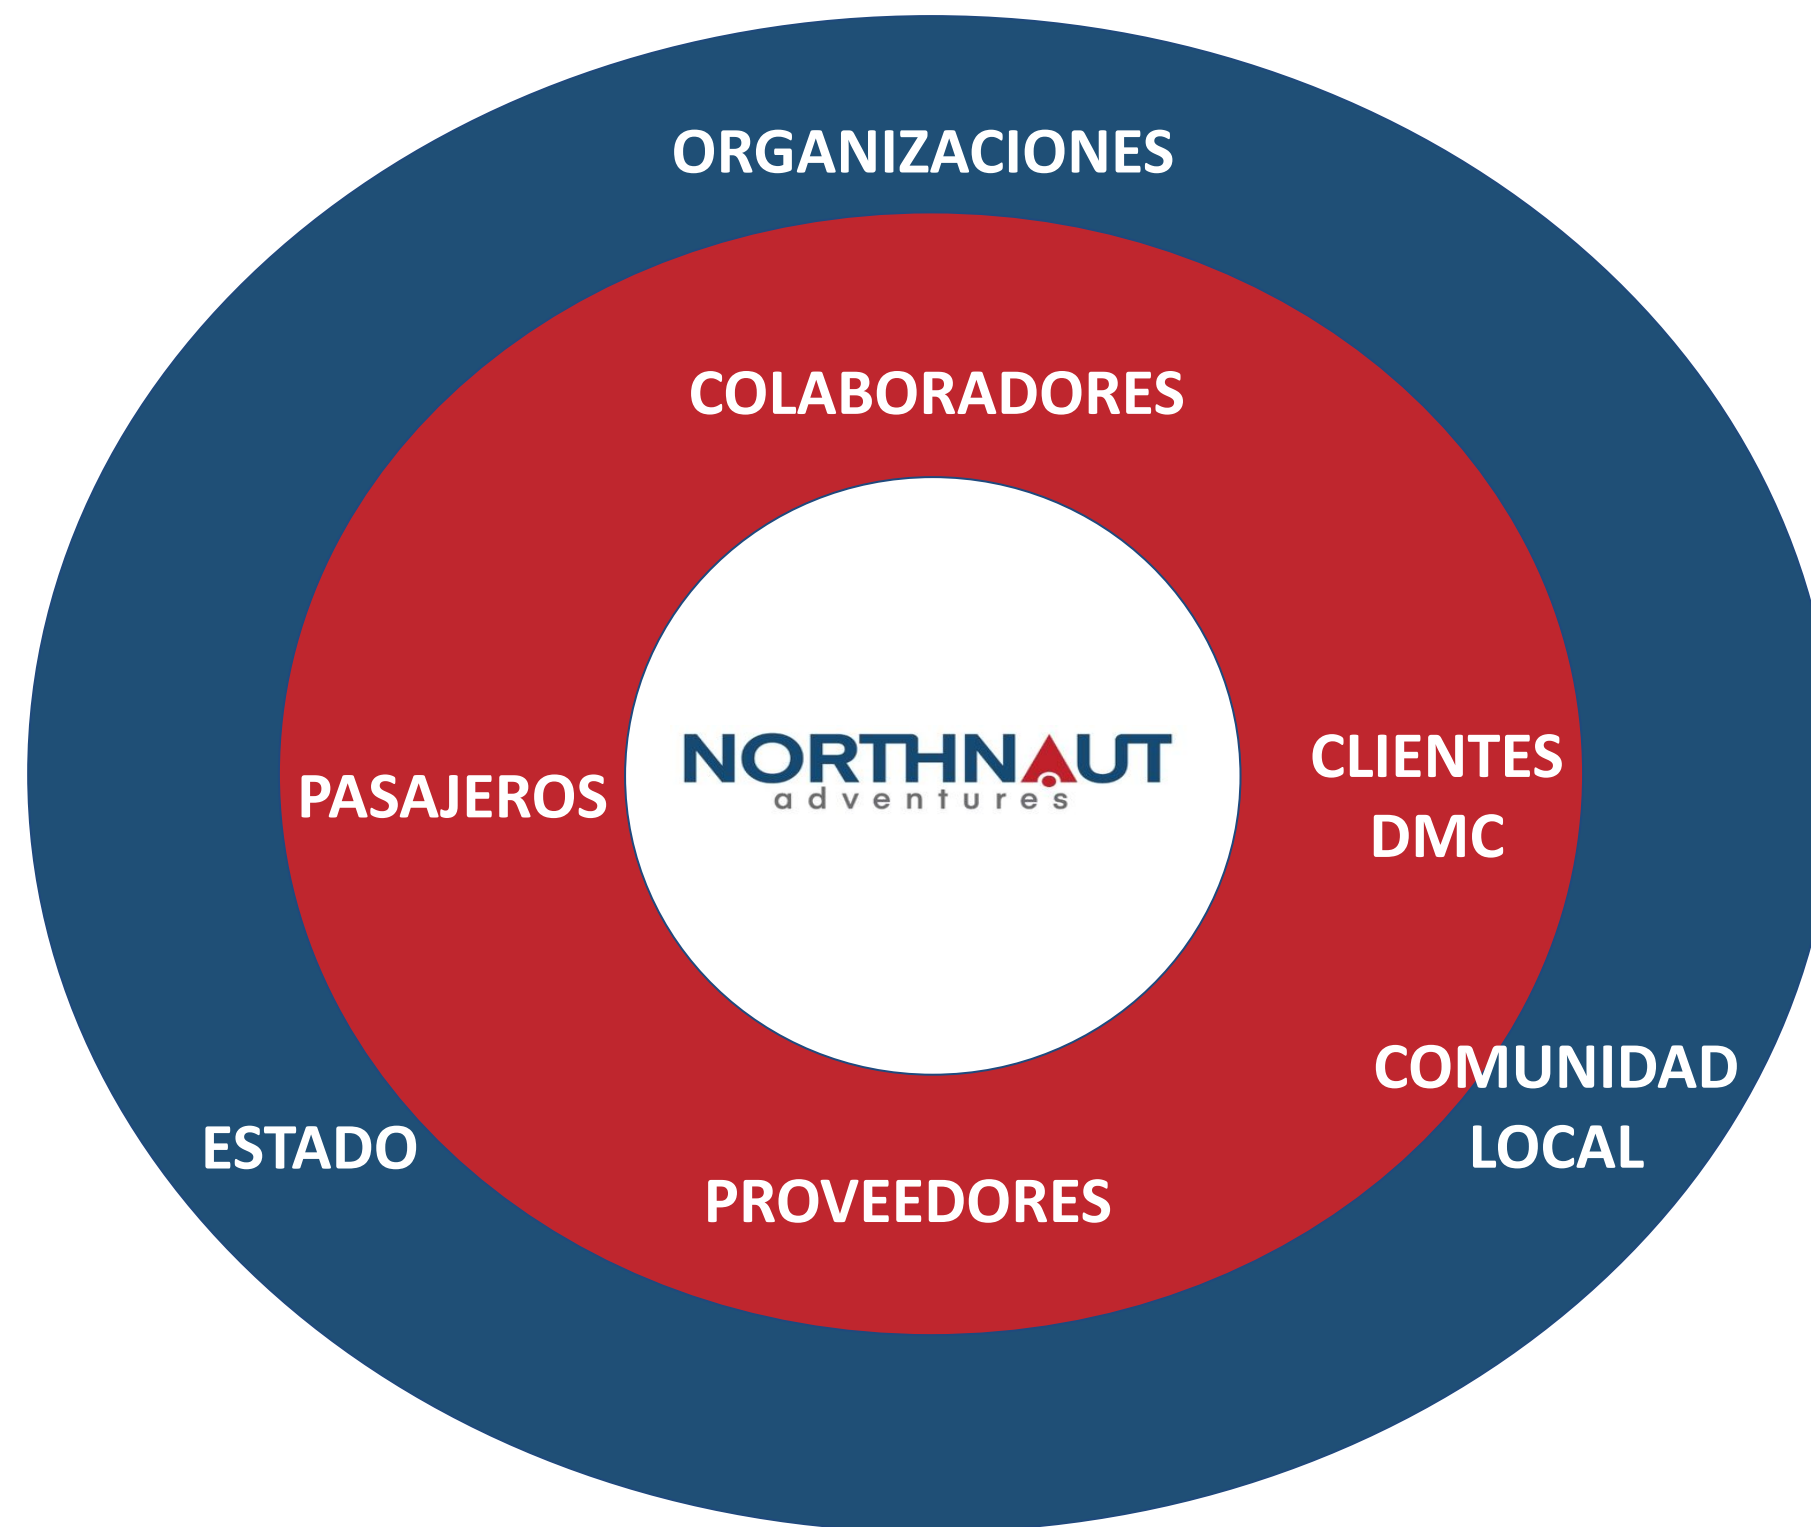 ORGANIZACIONES
COLABORADORES
NORTHNAUT
adventures
PASAJEROS
CLIENTES
DMC
COMUNIDAD
LOCAL
ESTADO
PROVEEDORES